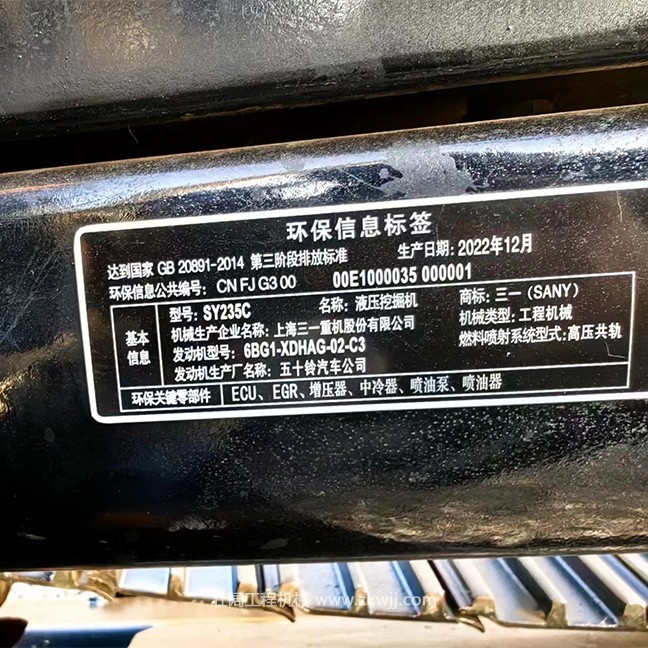 环保信息标签
达到国家 GB 20891-2014 第三阶段排放标准 生产日期: 2022年12月
环保信息公共编号: CN FJ G3 00 00E1000035 000001
基本信息
型号: SY235C 名称: 液压挖掘机 商标: 三一 (SANY)
机械生产企业名称: 上海三一重机股份有限公司 机械类型: 工程机械
发动机型号: 6BG1-XDHAG-02-C3 燃料喷射系统型式: 高压共轨
发动机生产厂名称: 五十铃汽车公司
环保关键零部件 ECU、EGR、增压器、中冷器、喷油泵、喷油器
工程机械 www.zkwjj.com